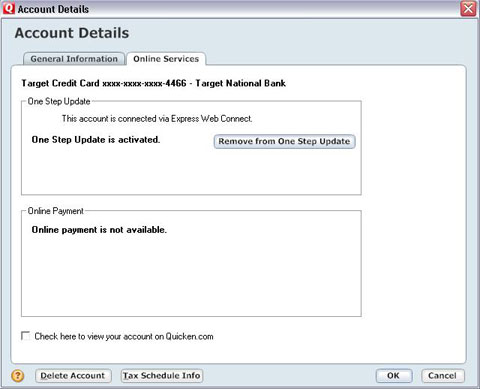 Account Details
Account Details
General Information
Online Services
Target Credit Card xxxx-xxxx-xxxx-4466 - Target National Bank
One Step Update
This account is connected via Express Web Connect.
One Step Update is activated.
Remove from One Step Update
Online Payment
Online payment is not available.
Check here to view your account on Quicken.com
?
Delete Account
Tax Schedule Info
OK
Cancel